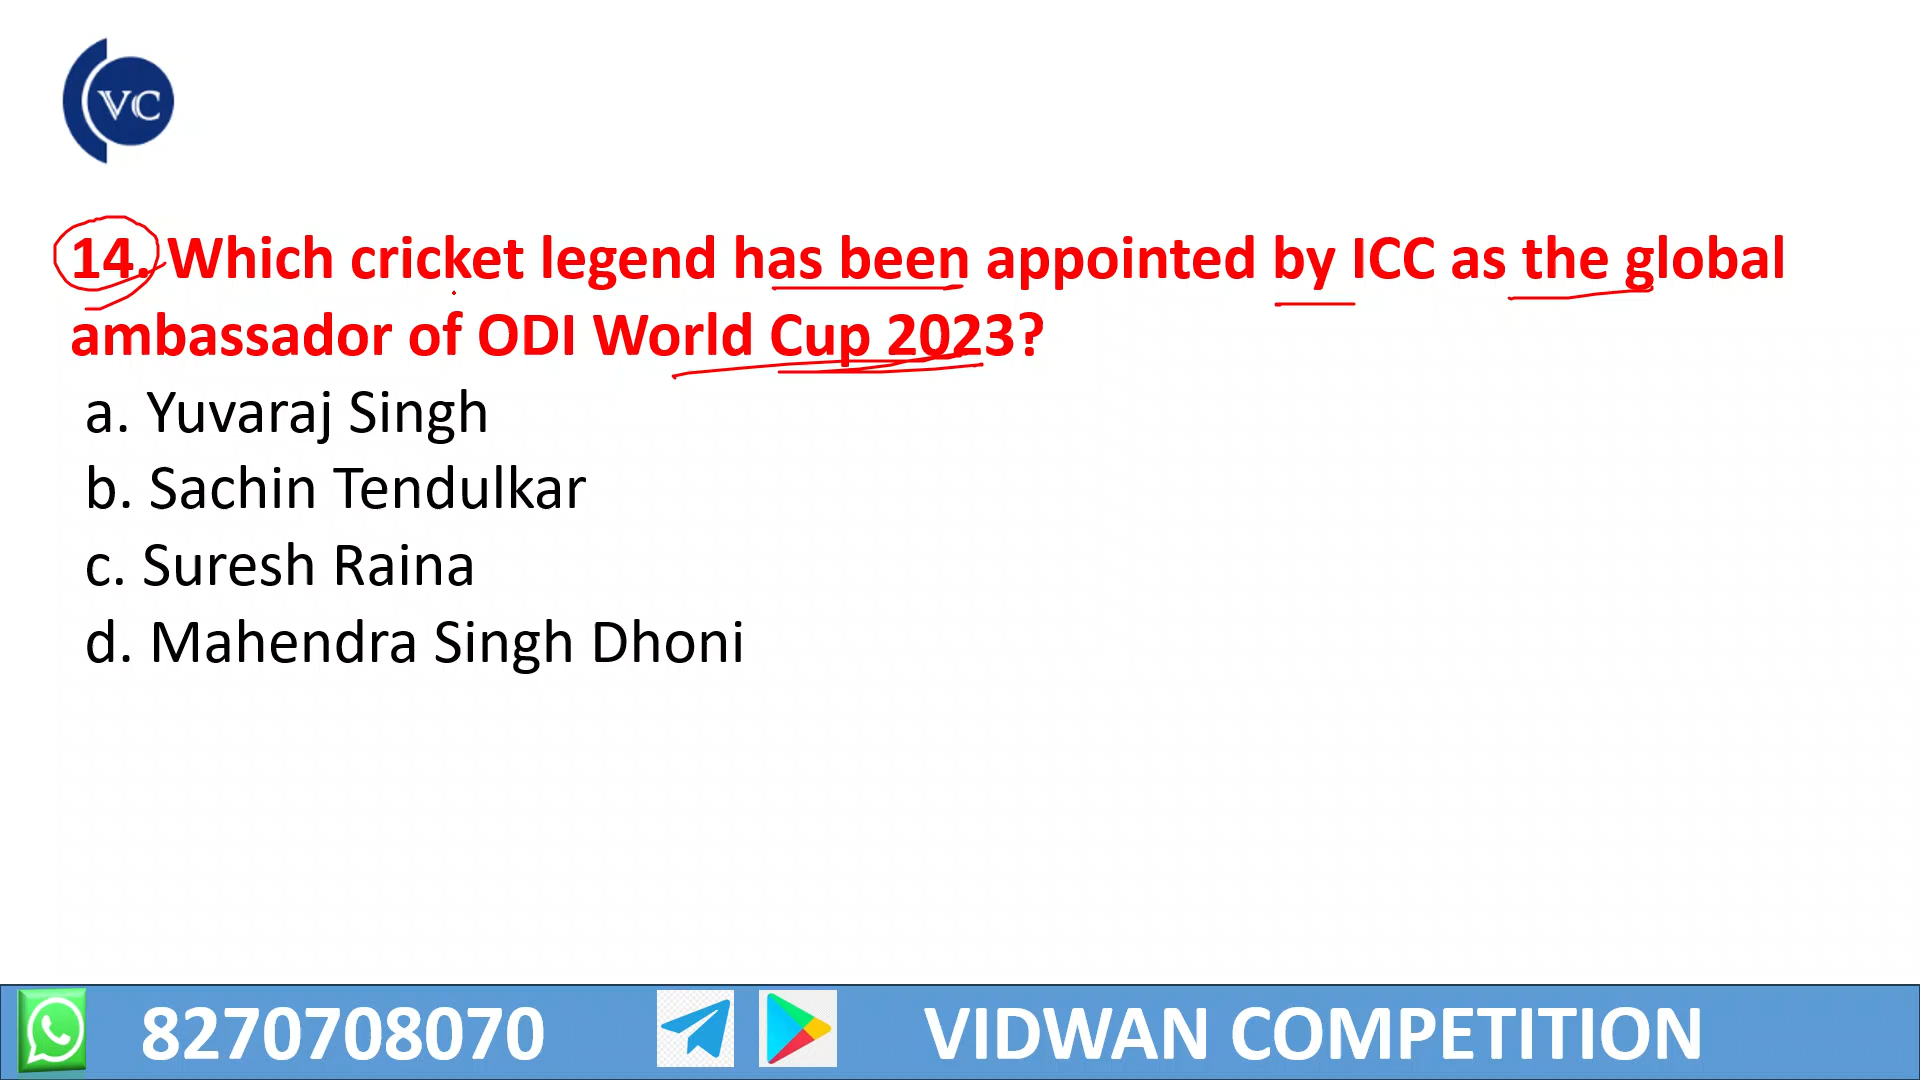 VC
14. Which cricket legend has been appointed by ICC as the global
ambassador of ODI World Cup 2023?
a. Yuvaraj Singh
b. Sachin Tendulkar
c. Suresh Raina
d. Mahendra Singh Dhoni
8270708070 VIDWAN COMPETITION